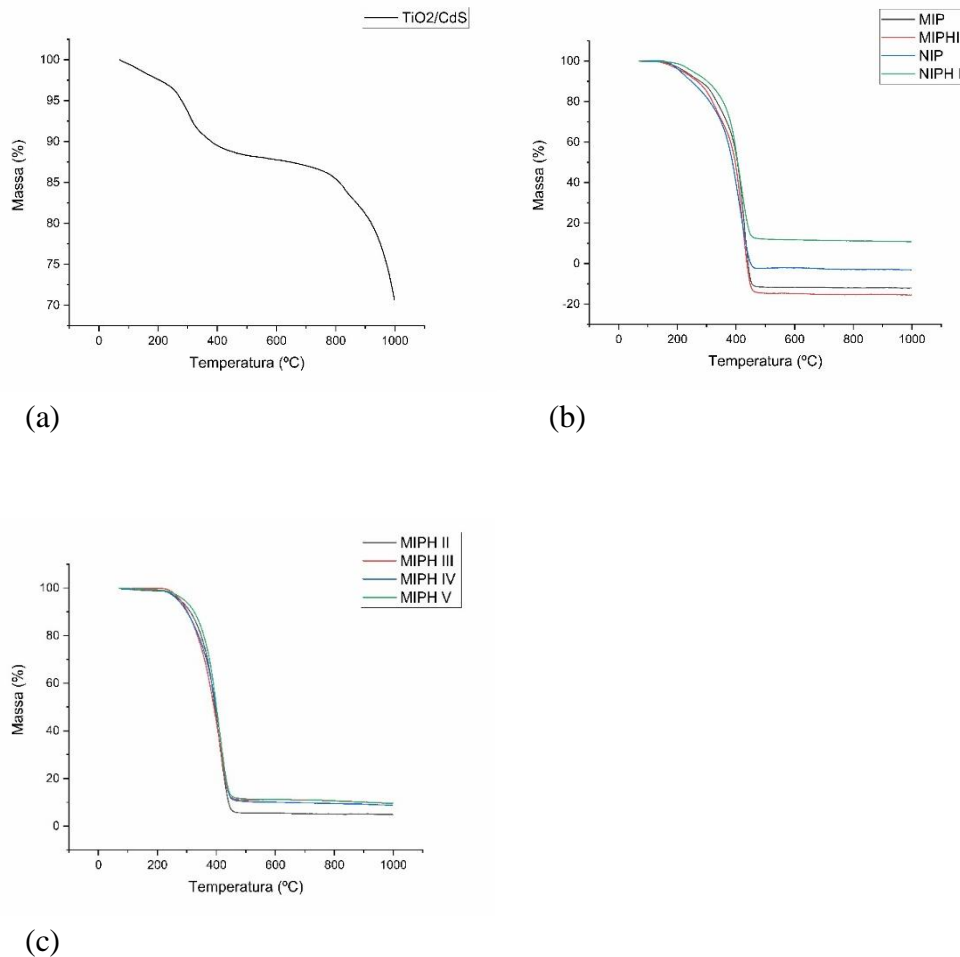 TiO2/CdS
100
95
90
85
80
75
70
Massa (%)
0 200 400 600 800 1000
Temperatura (ºC)
(a)
MIP
MIPHI
NIP
NIPH I
100
80
60
40
20
0
-20
Massa (%)
0 200 400 600 800 1000
Temperatura (ºC)
(b)
MIPH II
MIPH III
MIPH IV
MIPH V
100
80
60
40
20
0
Massa (%)
0 200 400 600 800 1000
Temperatura (ºC)
(c)